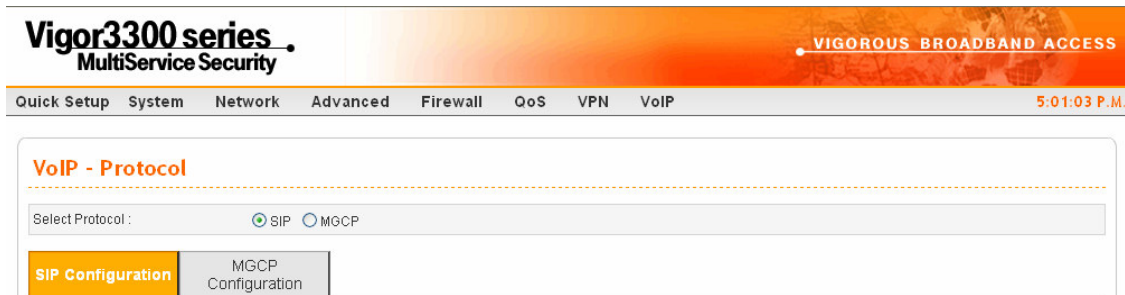 Vigor3300 series
MultiService Security
VIGOROUS BROADBAND ACCESS
Quick Setup System Network Advanced Firewall QoS VPN VoIP 5:01:03 P.M.
VoIP - Protocol
Select Protocol : SIP MGCP
SIP Configuration MGCP Configuration